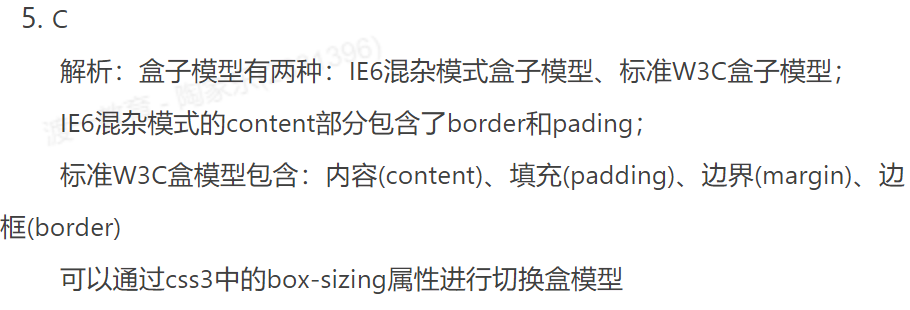 5. C
解析：盒子模型有两种：IE6混杂模式盒子模型、标准W3C盒子模型；
IE6混杂模式的content部分包含了border和pading；
标准W3C盒模型包含：内容(content)、填充(padding)、边界(margin)、边
框(border)
可以通过css3中的box-sizing属性进行切换盒模型